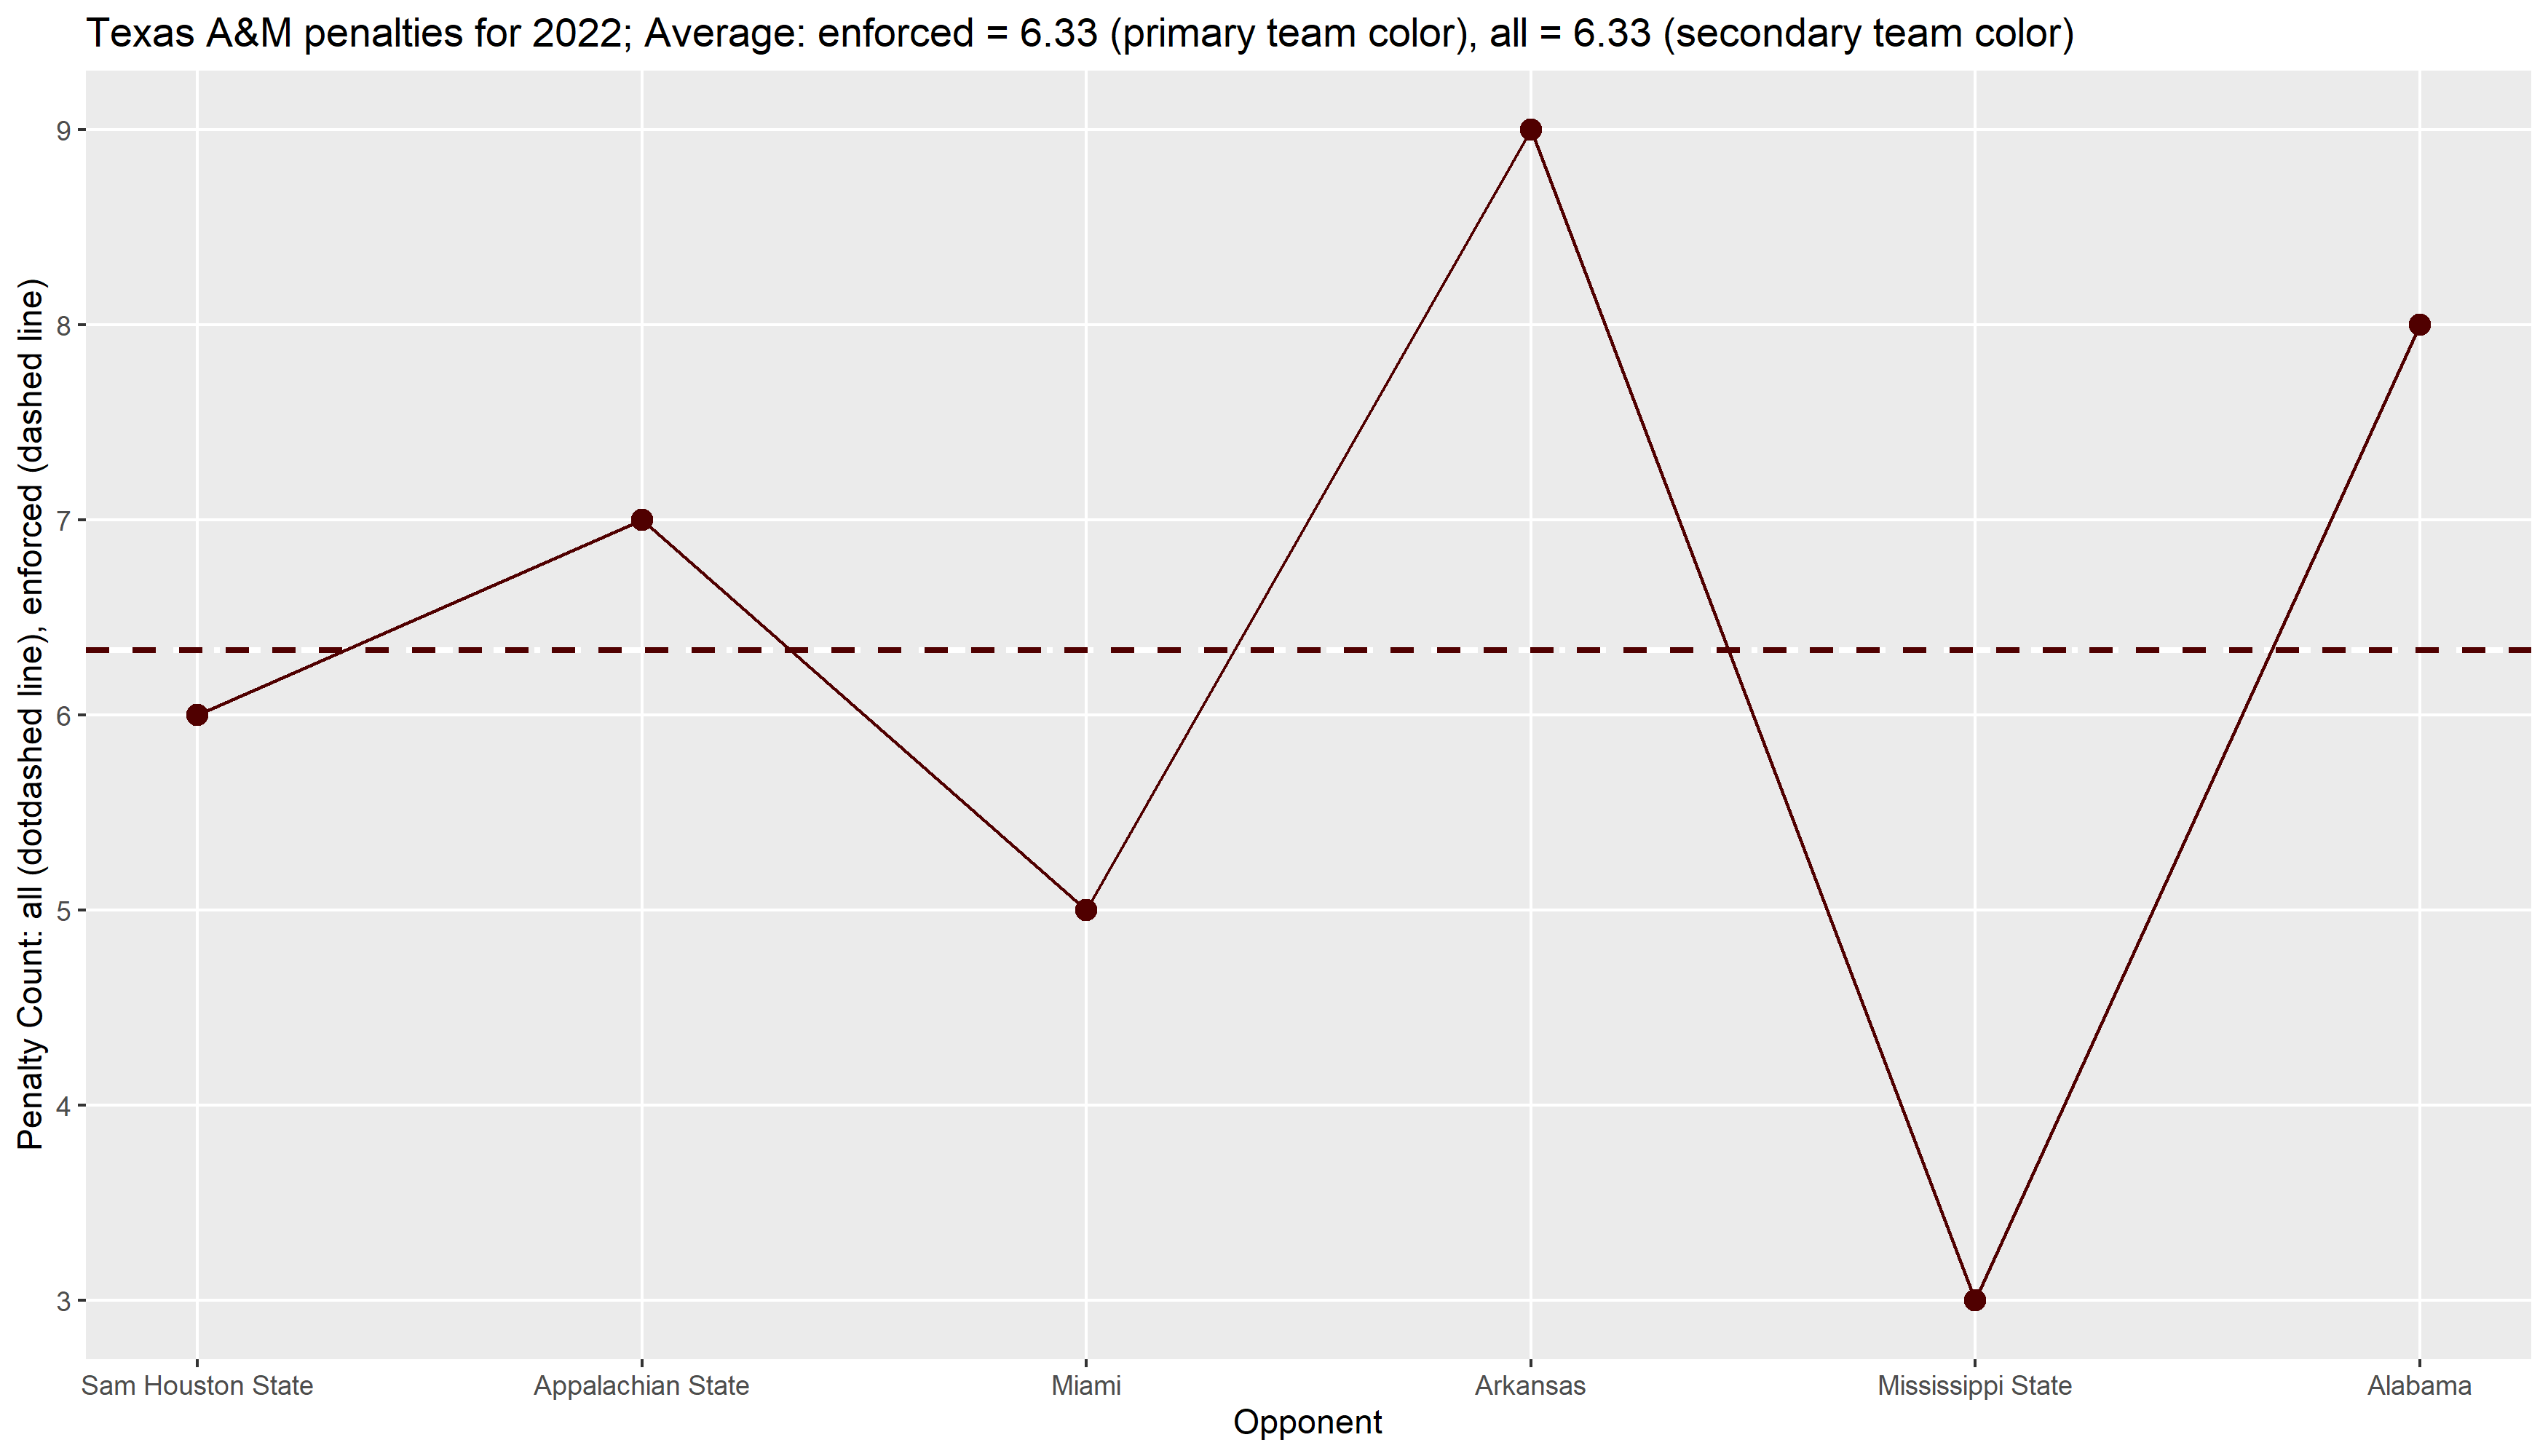 Texas A&M penalties for 2022; Average: enforced = 6.33 (primary team color), all = 6.33 (secondary team color)
Penalty Count: all (dotdashed line), enforced (dashed line)
9
8
7
6
5
4
3
Sam Houston State
Appalachian State
Miami
Arkansas
Mississippi State
Alabama
Opponent